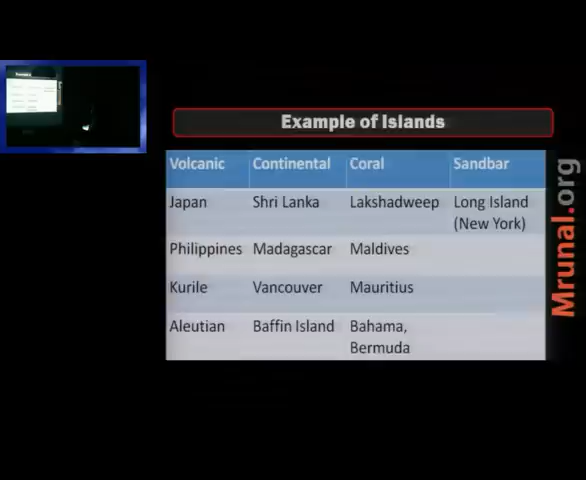 Example of Islands
Volcanic Continental Coral Sandbar
Japan Shri Lanka Lakshadweep Long Island
(New York)
Philippines Madagascar Maldives
Kurile Vancouver Mauritius
Aleutian Baffin Island Bahama,
Bermuda
Mrunal.org